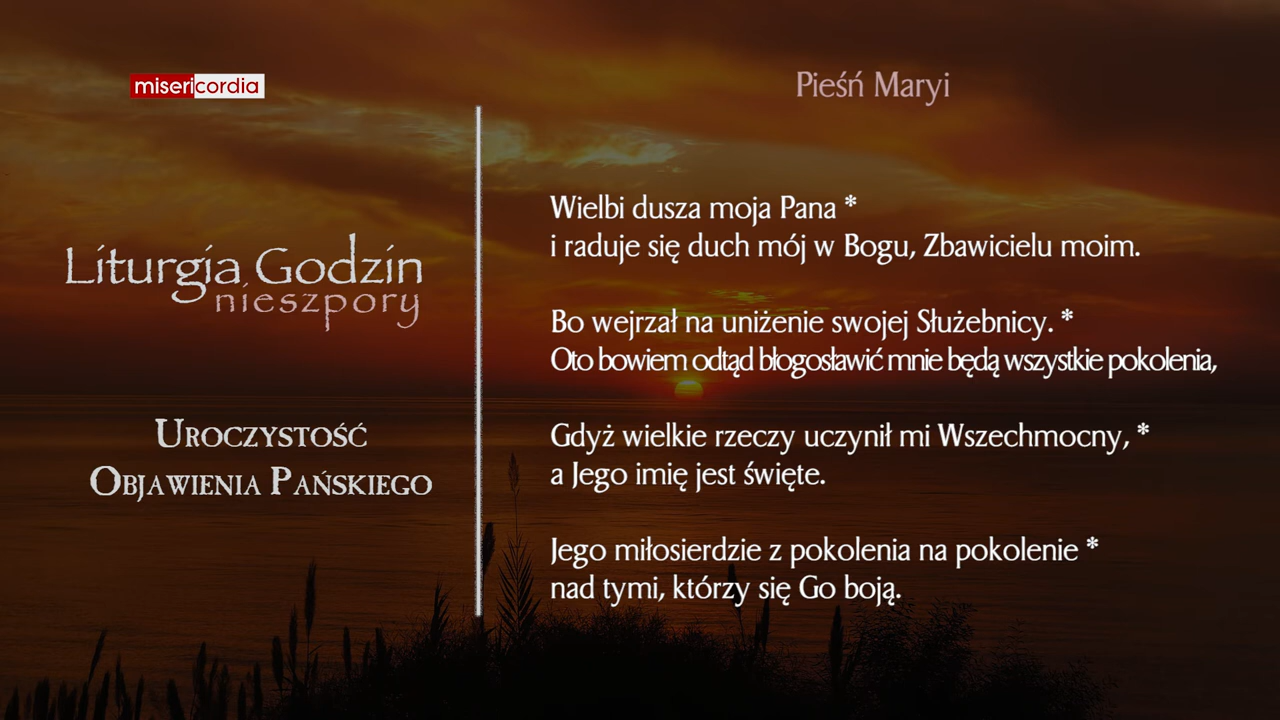 misericordia
Liturgia Godzin
nieszpory
Uroczystość
Objawienia Pańskiego
Pieśń Maryi
Wielbi dusza moja Pana *
i raduje się duch mój w Bogu, Zbawicielu moim.
Bo wejrzał na uniżenie swojej Służebnicy. *
Oto bowiem odtąd błogosławić mnie będą wszystkie pokolenia,
Gdyż wielkie rzeczy uczynił mi Wszechmocny, *
a Jego imię jest święte.
Jego miłosierdzie z pokolenia na pokolenie *
nad tymi, którzy się Go boją.